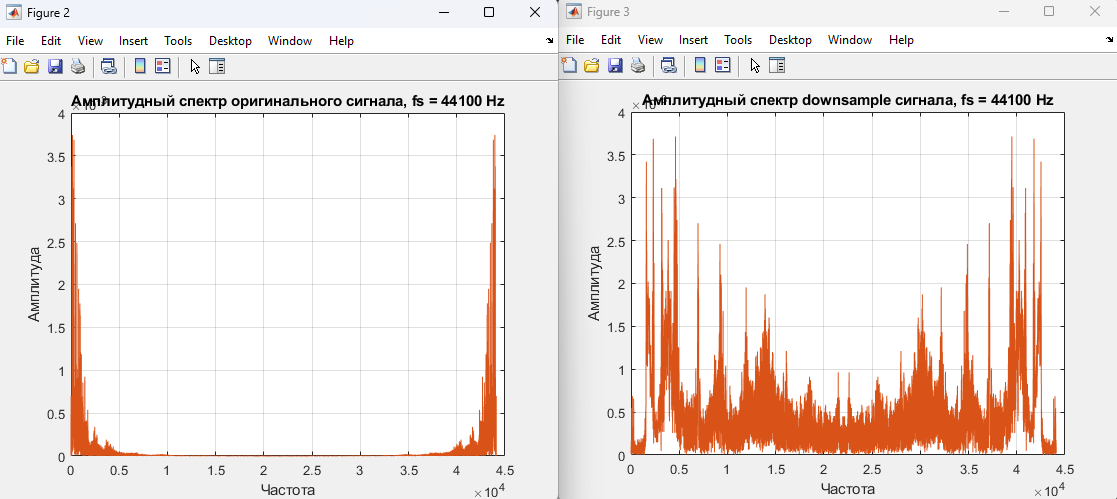 Figure 2
File Edit View Insert Tools Desktop Window Help
Амплитудный спектр оригинального сигнала, fs = 44100 Hz
4
3.5
3
2.5
2
1.5
1
0.5
0
Амплитуда
0 0.5 1 1.5 2 2.5 3 3.5 4 4.5
Частота
×10^4
Figure 3
File Edit View Insert Tools Desktop Window Help
Амплитудный спектр downsample сигнала, fs = 44100 Hz
4
3.5
3
2.5
2
1.5
1
0.5
0
Амплитуда
0 0.5 1 1.5 2 2.5 3 3.5 4 4.5
Частота
×10^4